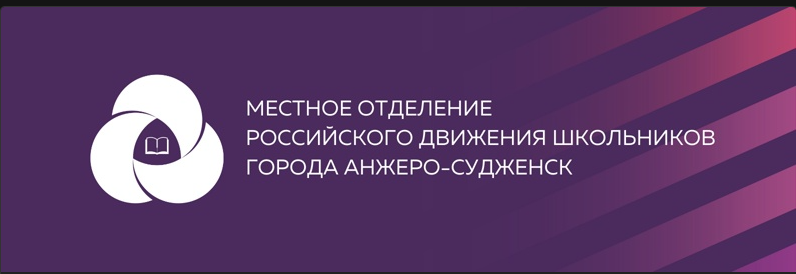 МЕСТНОЕ ОТДЕЛЕНИЕ
РОССИЙСКОГО ДВИЖЕНИЯ ШКОЛЬНИКОВ
ГОРОДА АНЖЕРО-СУДЖЕНСК